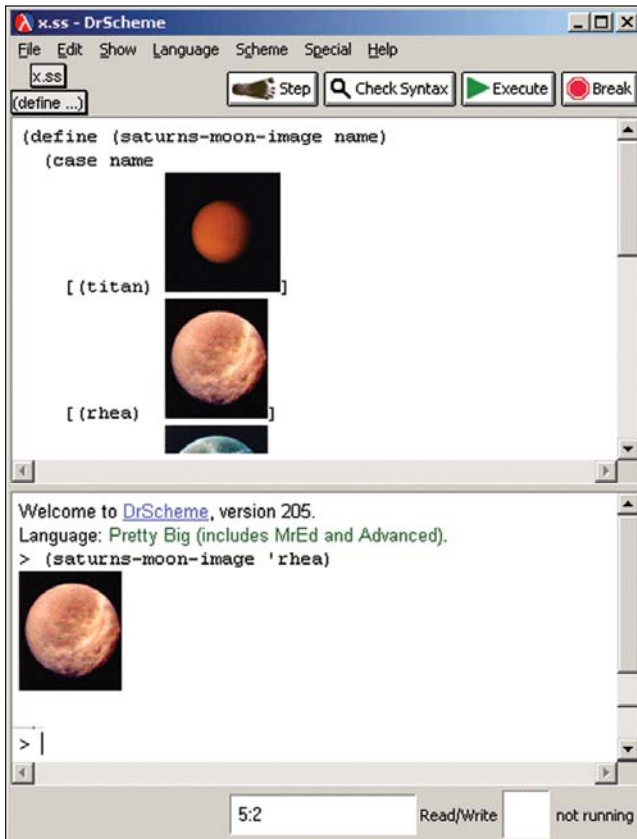 x.ss - DrScheme
File Edit Show Language Scheme Special Help
x.ss
(define ...)
Step Check Syntax Execute Break
(define (saturns-moon-image name)
(case name
[(titan) ]
[(rhea) ]
Welcome to DrScheme, version 205.
Language: Pretty Big (includes MrEd and Advanced).
> (saturns-moon-image 'rhea)
>
5:2 Read/Write not running